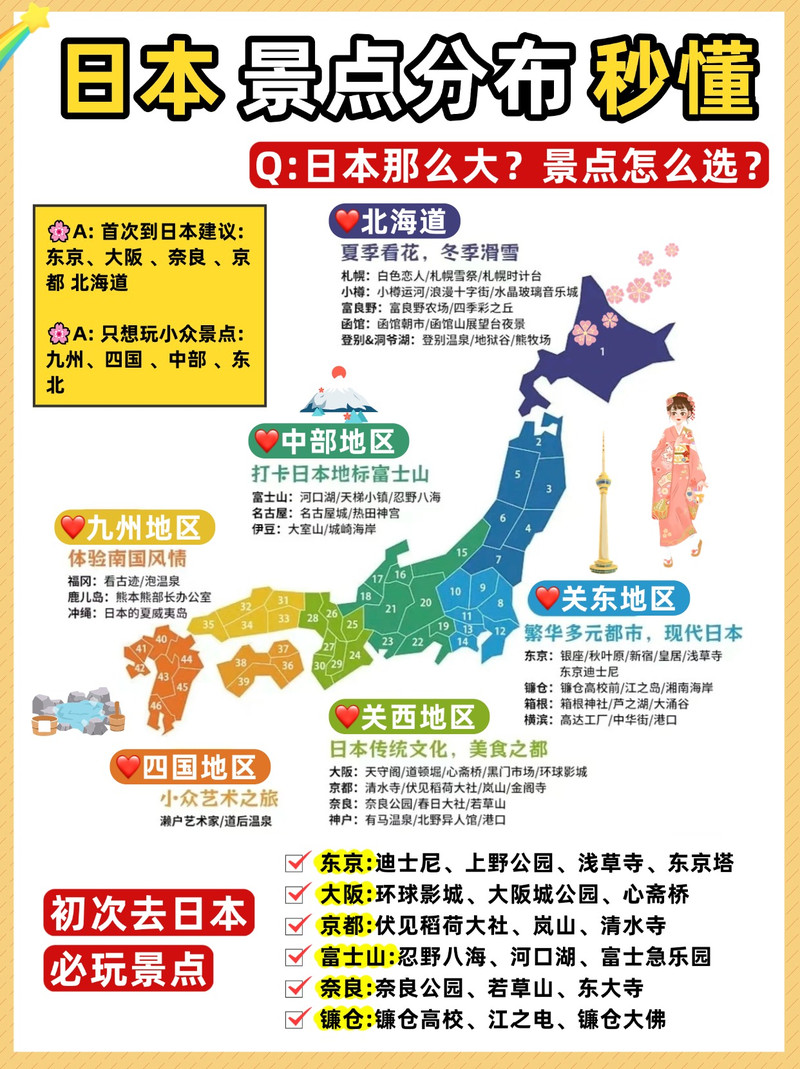 日本 景点分布 秒懂
Q:日本那么大？景点怎么选？
A: 首次到日本建议:
东京、大阪 、奈良 、京
都 北海道
A: 只想玩小众景点:
九州、四国 、中部 、东
北
北海道
夏季看花，冬季滑雪
札幌：白色恋人/札幌雪祭/札幌时计台
小樽：小樽运河/浪漫十字街/水晶玻璃音乐城
富良野：富良野农场/四季彩之丘
函馆：函馆朝市/函馆山展望台夜景
登别&洞爷湖：登别温泉/地狱谷/熊牧场
中部地区
打卡日本地标富士山
富士山：河口湖/天梯小镇/忍野八海
名古屋：名古屋城/热田神宫
伊豆：大室山/城崎海岸
九州地区
体验南国风情
福冈：看古迹/泡温泉
鹿儿岛：熊本熊部长办公室
冲绳：日本的夏威夷岛
1
2
5
3
6
4
7
15
17
16
18
21
20
19
10
9
8
11
13
14
12
23
22
32
31
35
34
33
28
26
25
27
24
30
29
38
37
39
36
40
41
42
44
43
45
46
关东地区
繁华多元都市，现代日本
东京：银座/秋叶原/新宿/皇居/浅草寺
东京迪士尼
镰仓：镰仓高校前/江之岛/湘南海岸
箱根：箱根神社/芦之湖/大涌谷
横滨：高达工厂/中华街/港口
关西地区
日本传统文化，美食之都
大阪：天守阁/道顿堀/心斋桥/黑门市场/环球影城
京都：清水寺/伏见稻荷大社/岚山/金阁寺
奈良：奈良公园/春日大社/若草山
神户：有马温泉/北野异人馆/港口
四国地区
小众艺术之旅
濑户艺术家/道后温泉
初次去日本
必玩景点
东京:迪士尼、上野公园、浅草寺、东京塔
大阪:环球影城、大阪城公园、心斋桥
京都:伏见稻荷大社、岚山、清水寺
富士山:忍野八海、河口湖、富士急乐园
奈良:奈良公园、若草山、东大寺
镰仓:镰仓高校、江之电、镰仓大佛